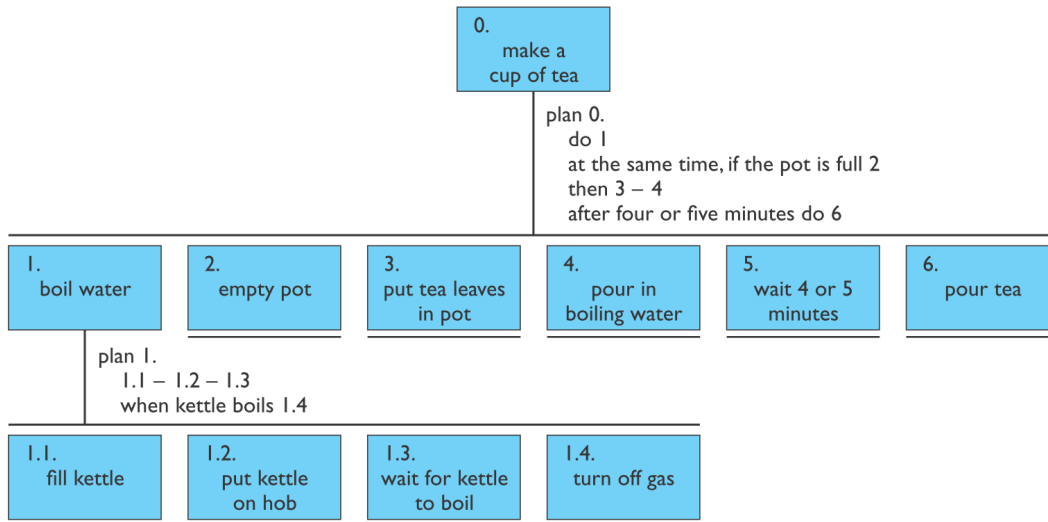 0.
make a
cup of tea
plan 0.
do 1
at the same time, if the pot is full 2
then 3 – 4
after four or five minutes do 6
1.
boil water
2.
empty pot
3.
put tea leaves
in pot
4.
pour in
boiling water
5.
wait 4 or 5
minutes
6.
pour tea
plan 1.
1.1 – 1.2 – 1.3
when kettle boils 1.4
1.1.
fill kettle
1.2.
put kettle
on hob
1.3.
wait for kettle
to boil
1.4.
turn off gas